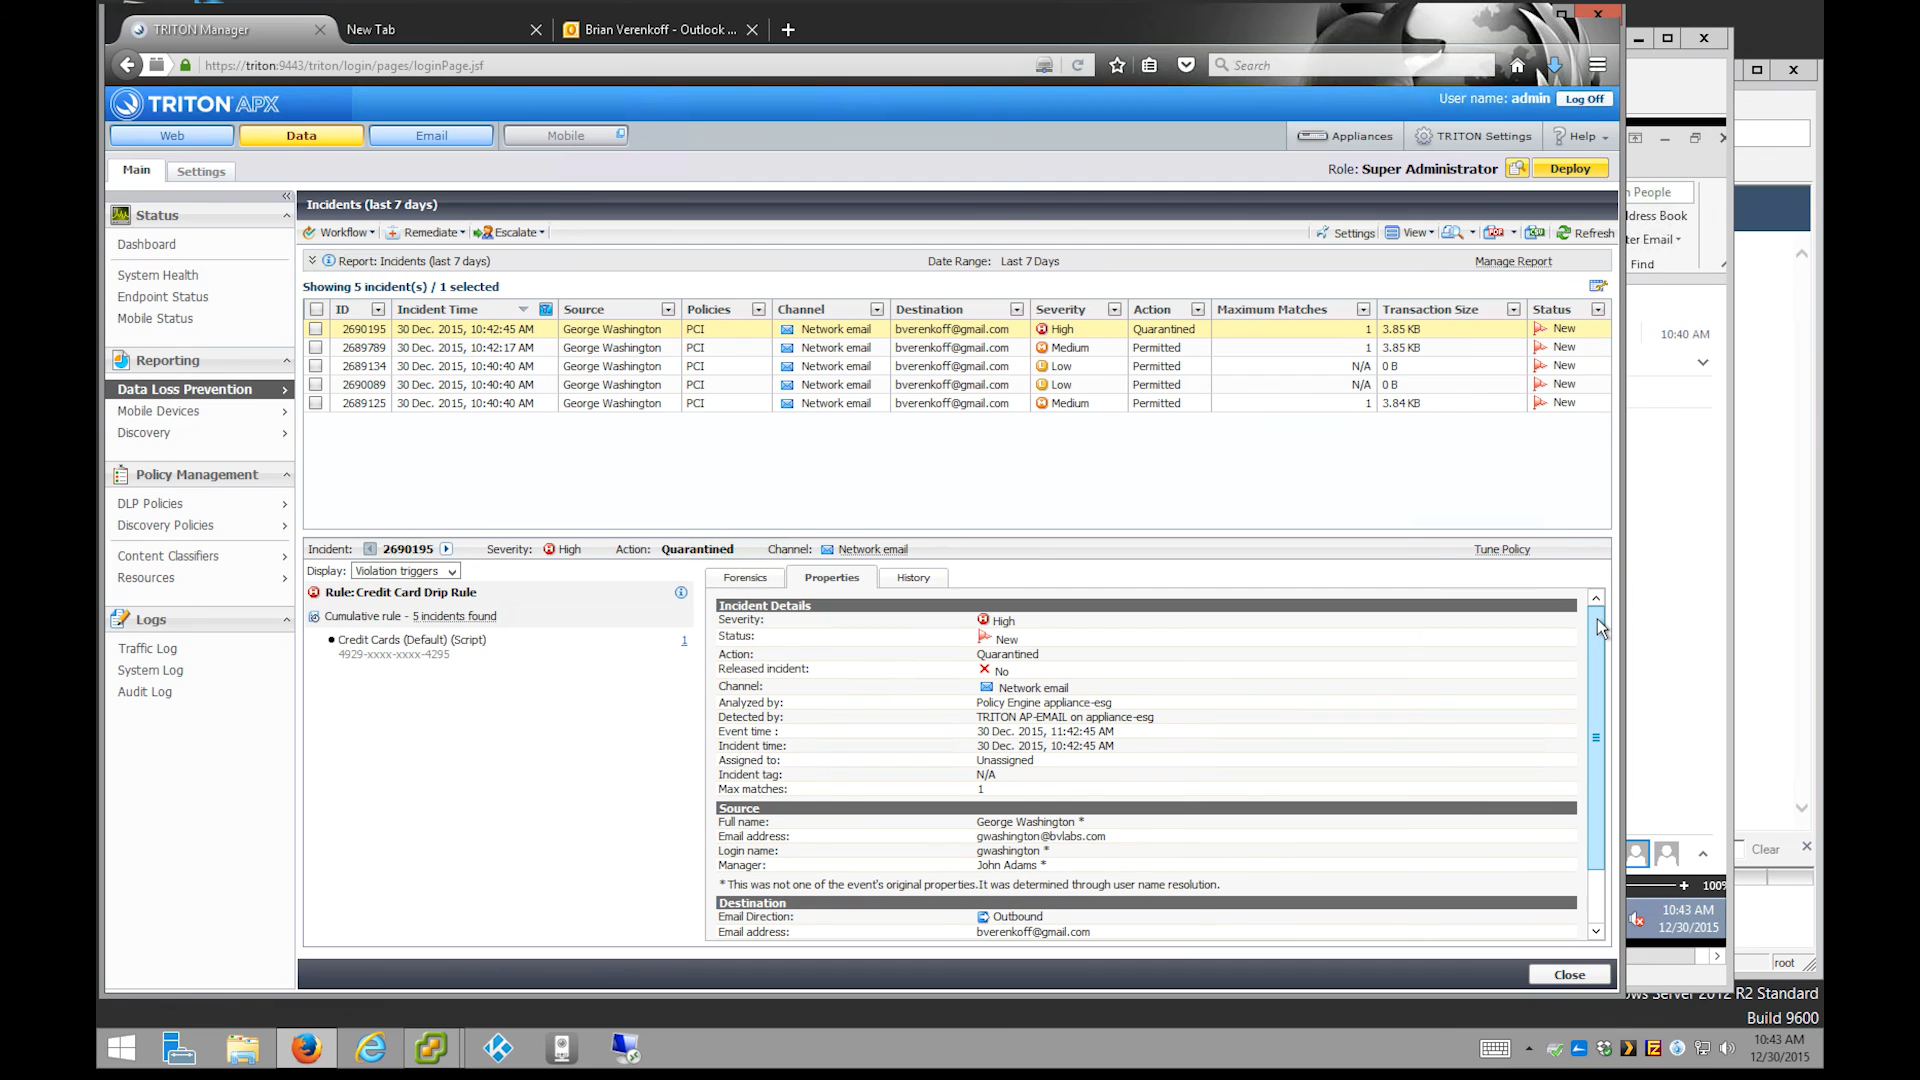 TRITON Manager
New Tab
Brian Verenkoff - Outlook ...
https://triton:9443/triton/login/pages/loginPage.jsf
Search
TRITON APX
User name: admin Log Off
Web Data Email Mobile
Appliances TRITON Settings Help
Main Settings
Role: Super Administrator Deploy
Status
Dashboard
System Health
Endpoint Status
Mobile Status
Reporting
Data Loss Prevention
Mobile Devices
Discovery
Policy Management
DLP Policies
Discovery Policies
Content Classifiers
Resources
Logs
Traffic Log
System Log
Audit Log
Incidents (last 7 days)
Workflow Remediate Escalate
Settings View Refresh
Report: Incidents (last 7 days) Date Range: Last 7 Days Manage Report
Showing 5 incident(s) / 1 selected
ID Incident Time Source Policies Channel Destination Severity Action Maximum Matches Transaction Size Status
2690195 30 Dec. 2015, 10:42:45 AM George Washington PCI Network email bverenkoff@gmail.com High Quarantined 1 3.85 KB New
2689789 30 Dec. 2015, 10:42:17 AM George Washington PCI Network email bverenkoff@gmail.com Medium Permitted 1 3.85 KB New
2689134 30 Dec. 2015, 10:40:40 AM George Washington PCI Network email bverenkoff@gmail.com Low Permitted N/A 0 B New
2690089 30 Dec. 2015, 10:40:40 AM George Washington PCI Network email bverenkoff@gmail.com Low Permitted N/A 0 B New
2689125 30 Dec. 2015, 10:40:40 AM George Washington PCI Network email bverenkoff@gmail.com Medium Permitted 1 3.84 KB New
Incident: 2690195 Severity: High Action: Quarantined Channel: Network email Tune Policy
Display: Violation triggers
Rule: Credit Card Drip Rule
Cumulative rule - 5 incidents found
Credit Cards (Default) (Script) 1
4929-xxxx-xxxx-4295
Forensics Properties History
Incident Details
Severity: High
Status: New
Action: Quarantined
Released incident: No
Channel: Network email
Analyzed by: Policy Engine appliance-esg
Detected by: TRITON AP-EMAIL on appliance-esg
Event time : 30 Dec. 2015, 11:42:45 AM
Incident time: 30 Dec. 2015, 10:42:45 AM
Assigned to: Unassigned
Incident tag: N/A
Max matches: 1
Source
Full name: George Washington *
Email address: gwashington@bvlabs.com
Login name: gwashington *
Manager: John Adams *
* This was not one of the event's original properties.It was determined through user name resolution.
Destination
Email Direction: Outbound
Email address: bverenkoff@gmail.com
Close
n People
ddress Book
ter Email
Find
10:40 AM
Clear
100%
10:43 AM
12/30/2015
root
ows Server 2012 R2 Standard
Build 9600
10:43 AM
12/30/2015